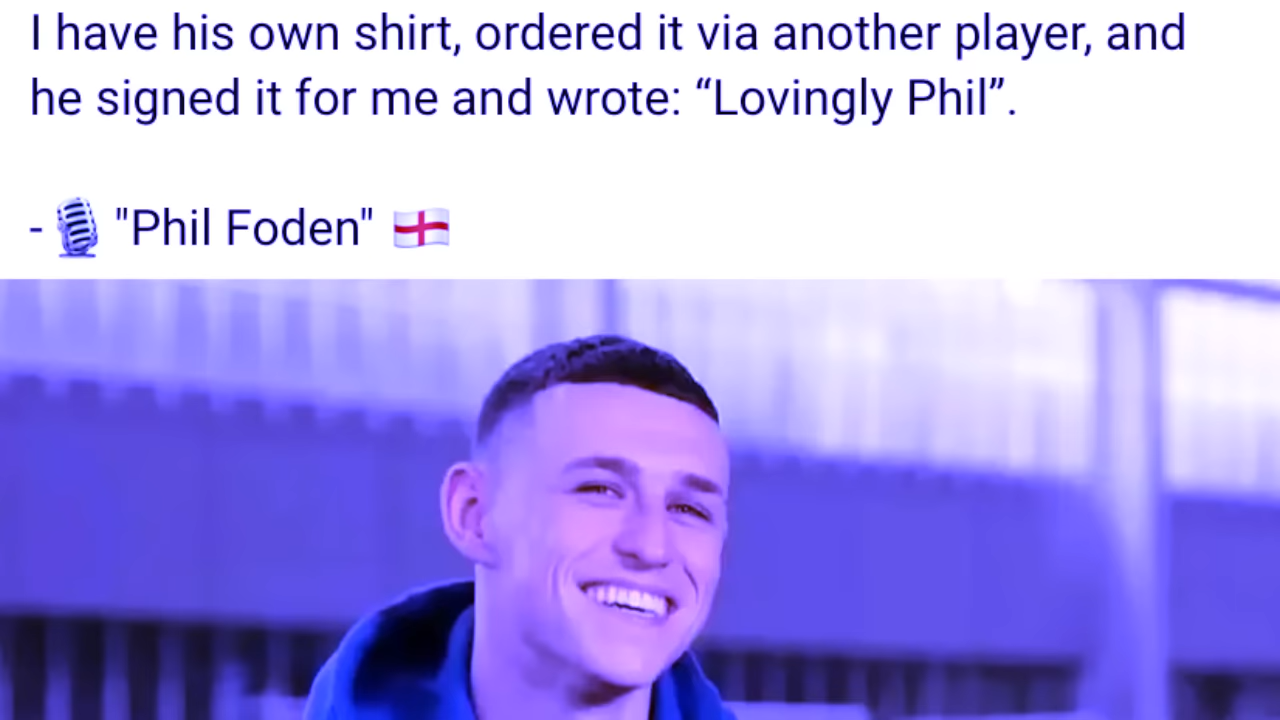 I have his own shirt, ordered it via another player, and
he signed it for me and wrote: “Lovingly Phil”.
- 🎙 "Phil Foden" 🏴󠁧󠁢󠁥󠁮󠁧󠁿